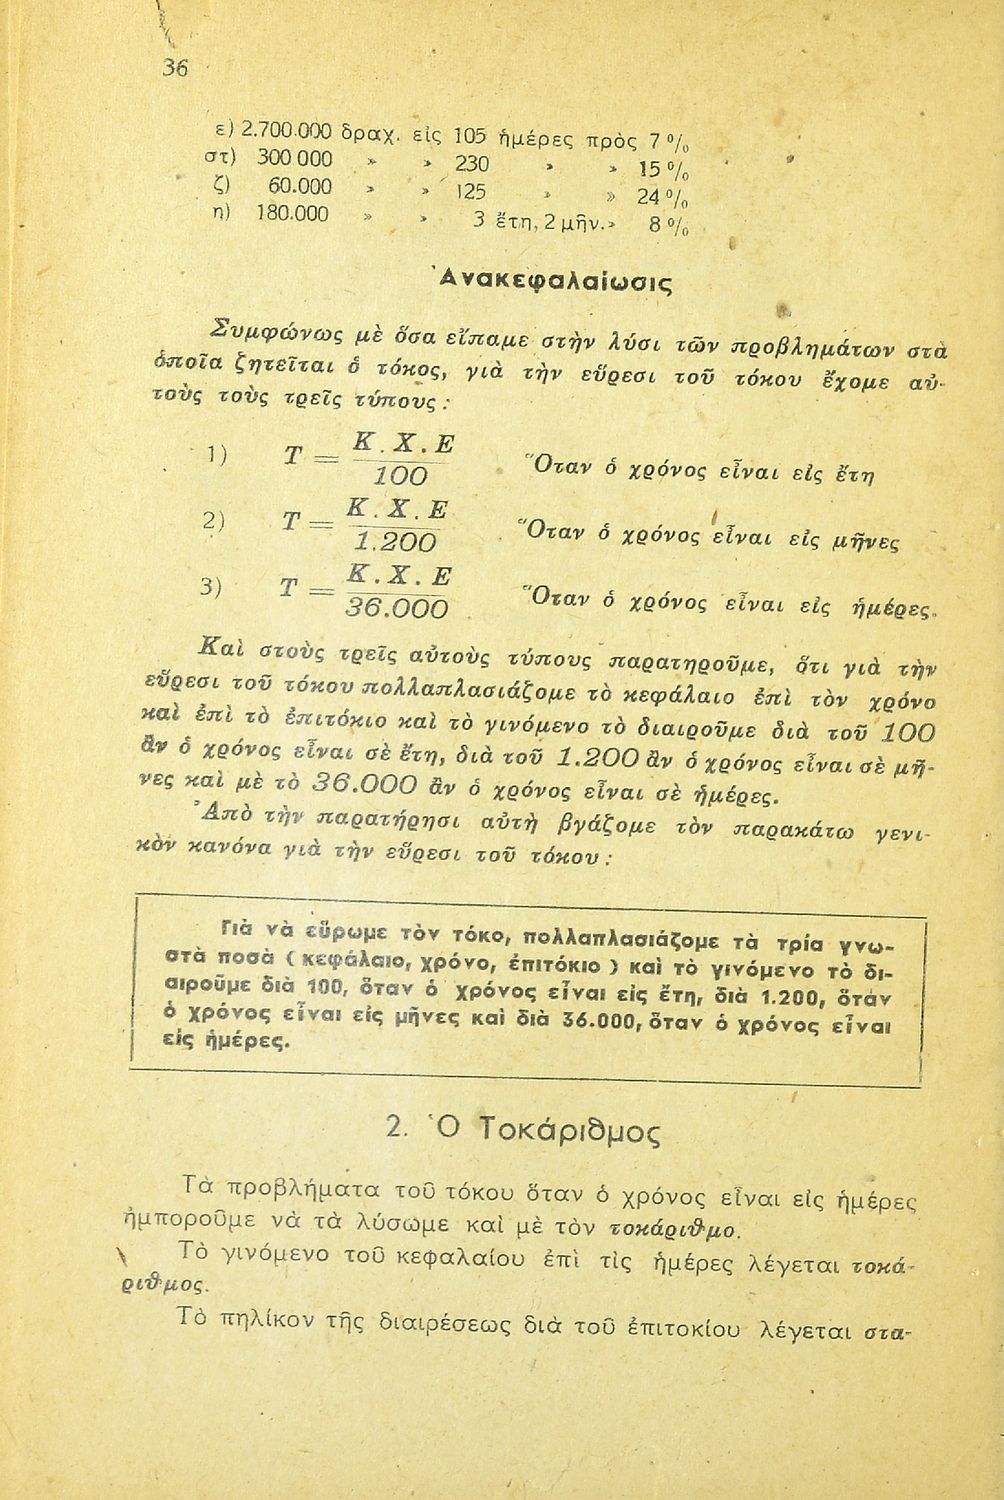 36
ε) 2.700.000 δραχ. εἰς 105 ἡμέρες πρὸς 7 %
στ) 300 000 » » 230 » » 15 %
ζ) 60.000 » » 125 » » 24 %
η) 180.000 » » 3 ἔτη, 2 μῆν. » 8 %
Ἀνακεφαλαίωσις
Συμφώνως μὲ ὅσα εἴπαμε στὴν λύσι τῶν προβλημάτων στὰ
ὁποῖα ζητεῖται ὁ τόκος, γιὰ τὴν εὕρεσι τοῦ τόκου ἔχομε αὐ-
τοὺς τοὺς τρεῖς τύπους :
1) Τ = Κ . Χ . Ε / 100 Ὅταν ὁ χρόνος εἶναι εἰς ἔτη
2) Τ = Κ . Χ . Ε / 1.200 Ὅταν ὁ χρόνος εἶναι εἰς μῆνες
3) Τ = Κ . Χ . Ε / 36.000 Ὅταν ὁ χρόνος εἶναι εἰς ἡμέρες.
Καὶ στοὺς τρεῖς αὐτοὺς τύπους παρατηροῦμε, ὅτι γιὰ τὴν
εὕρεσι τοῦ τόκου πολλαπλασιάζομε τὸ κεφάλαιο ἐπὶ τὸν χρόνο
καὶ ἐπὶ τὸ ἐπιτόκιο καὶ τὸ γινόμενο τὸ διαιροῦμε διὰ τοῦ 100
ἂν ὁ χρόνος εἶναι σὲ ἔτη, διὰ τοῦ 1.200 ἂν ὁ χρόνος εἶναι σὲ μῆ-
νες καὶ μὲ τὸ 36.000 ἂν ὁ χρόνος εἶναι σὲ ἡμέρες.
Ἀπὸ τὴν παρατήρησι αὐτὴ βγάζομε τὸν παρακάτω γενι-
κὸν κανόνα γιὰ τὴν εὕρεσι τοῦ τόκου :
Γιὰ νὰ εὕρωμε τὸν τόκο, πολλαπλασιάζομε τὰ τρία γνω-
στὰ ποσὰ ( κεφάλαιο, χρόνο, ἐπιτόκιο ) καὶ τὸ γινόμενο τὸ δι-
αιροῦμε διὰ 100, ὅταν ὁ χρόνος εἶναι εἰς ἔτη, διὰ 1.200, ὅτάν
ὁ χρόνος εἶναι εἰς μῆνες καὶ διὰ 36.000, ὅταν ὁ χρόνος εἶναι
εἰς ἡμέρες.
2. Ὁ Τοκάριθμος
Τὰ προβλήματα τοῦ τόκου ὅταν ὁ χρόνος εἶναι εἰς ἡμέρες
ἠμποροῦμε νὰ τὰ λύσωμε καὶ μὲ τὸν τοκάριθμο.
Τὸ γινόμενο τοῦ κεφαλαίου ἐπὶ τὶς ἡμέρες λέγεται τοκά-
ριθμος.
Τὸ πηλίκον τῆς διαιρέσεως διὰ τοῦ ἐπιτοκίου λέγεται στα-